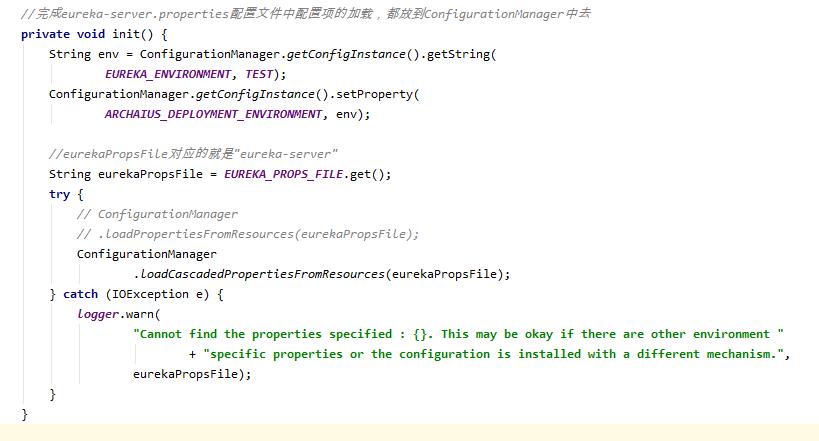 //完成eureka-server.properties配置文件中配置项的加载，都放到ConfigurationManager中去
private void init() {
    String env = ConfigurationManager.getConfigInstance().getString(
            EUREKA_ENVIRONMENT, TEST);
    ConfigurationManager.getConfigInstance().setProperty(
            ARCHAIUS_DEPLOYMENT_ENVIRONMENT, env);

    //eurekaPropsFile对应的就是"eureka-server"
    String eurekaPropsFile = EUREKA_PROPS_FILE.get();
    try {
        // ConfigurationManager
        // .loadPropertiesFromResources(eurekaPropsFile);
        ConfigurationManager
                .loadCascadedPropertiesFromResources(eurekaPropsFile);
    } catch (IOException e) {
        logger.warn(
                "Cannot find the properties specified : {}. This may be okay if there are other environment "
                        + "specific properties or the configuration is installed with a different mechanism.",
                eurekaPropsFile);
    }
}